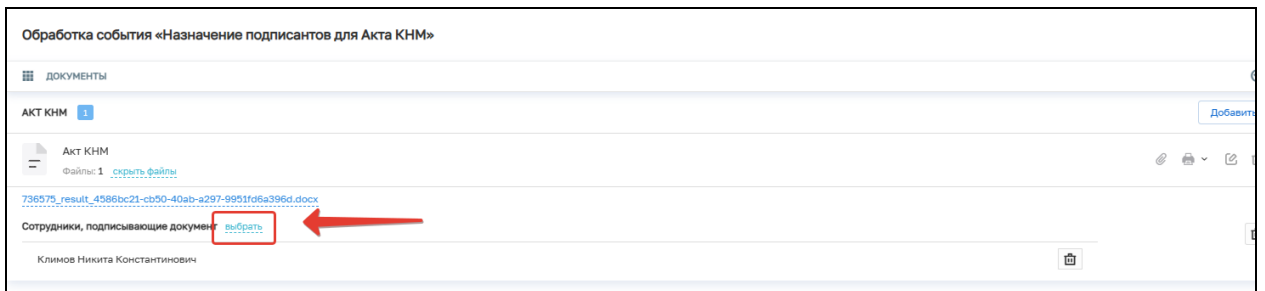 Обработка события «Назначение подписантов для Акта КНМ»
ДОКУМЕНТЫ
АКТ КНМ 1
Добавить
Акт КНМ
Файлы: 1 скрыть файлы
736575_result_4586bc21-cb50-40ab-a297-9951fd6a396d.docx
Сотрудники, подписывающие документ выбрать
Климов Никита Константинович